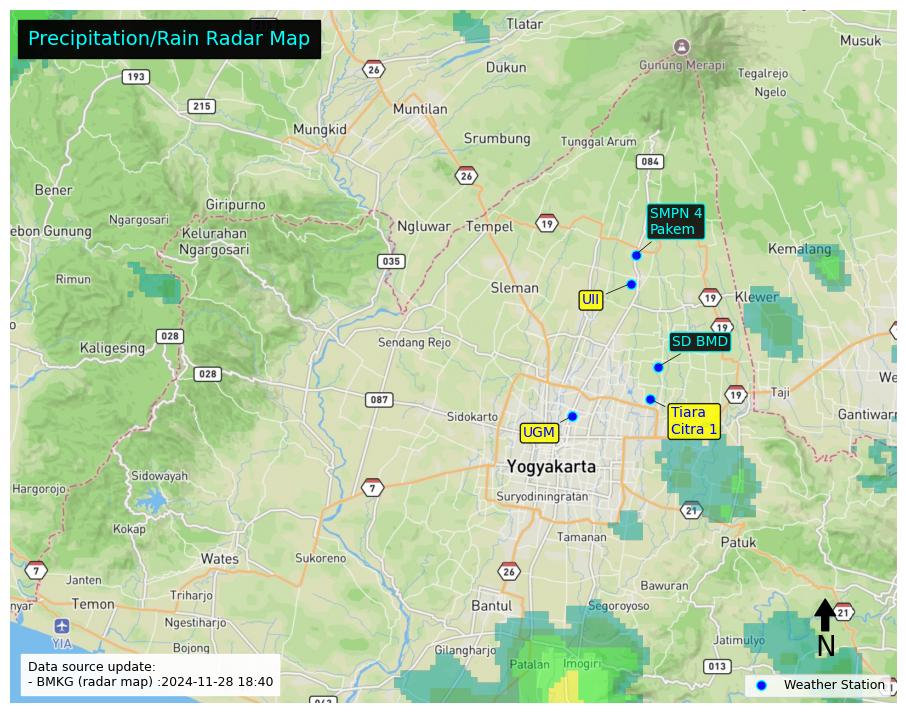 Precipitation/Rain Radar Map
Tlatar
Musuk
26
Dukun
Gunung Merapi
193
Tegalrejo
Ngelo
215
Muntilan
Mungkid
Srumbung
Tunggal Arum
084
26
Bener
Giripurno
SMPN 4
Pakem
Ngargosari
Ngluwar
Tempel
19
ebon Gunung
Kelurahan
Ngargosari
Kemalang
035
Rimun
Sleman
UII
19
Klewer
19
028
Sendang Rejo
SD BMD
Kaligesing
028
We
087
19
Taji
Sidokarto
Tiara
Citra 1
Gantiwarr
UGM
Yogyakarta
Sidowayah
Hargorojo
7
Suryodiningratan
21
Kokap
Tamanan
Patuk
Wates
Sukoreno
7
26
Janten
Bawuran
nyar
Temon
Triharjo
Bantul
Segoroyoso
21
Ngestiharjo
YIA
Jatimulyo
N
Bojong
Gilangharjo
Patalan
Imogiri
013
Data source update:
- BMKG (radar map) :2024-11-28 18:40
Weather Station